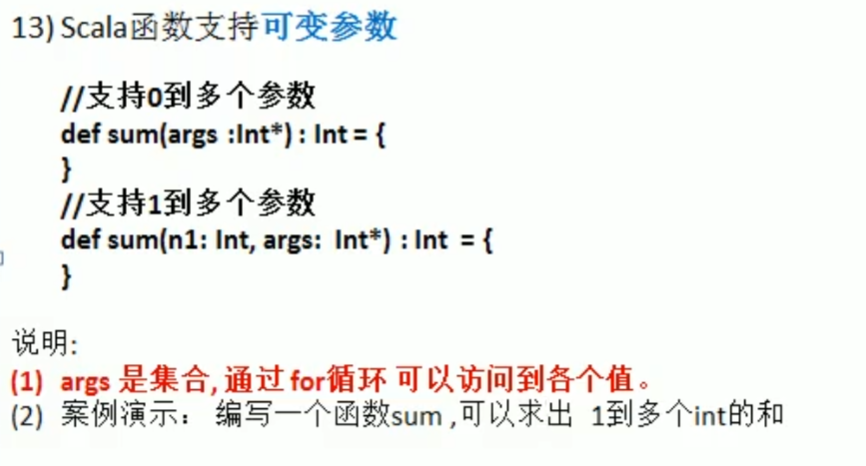 13) Scala函数支持可变参数
//支持0到多个参数
def sum(args :Int*) : Int = {
}
//支持1到多个参数
def sum(n1: Int, args: Int*) : Int = {
}
说明:
(1) args 是集合, 通过 for循环 可以访问到各个值。
(2) 案例演示： 编写一个函数sum ,可以求出 1到多个int的和